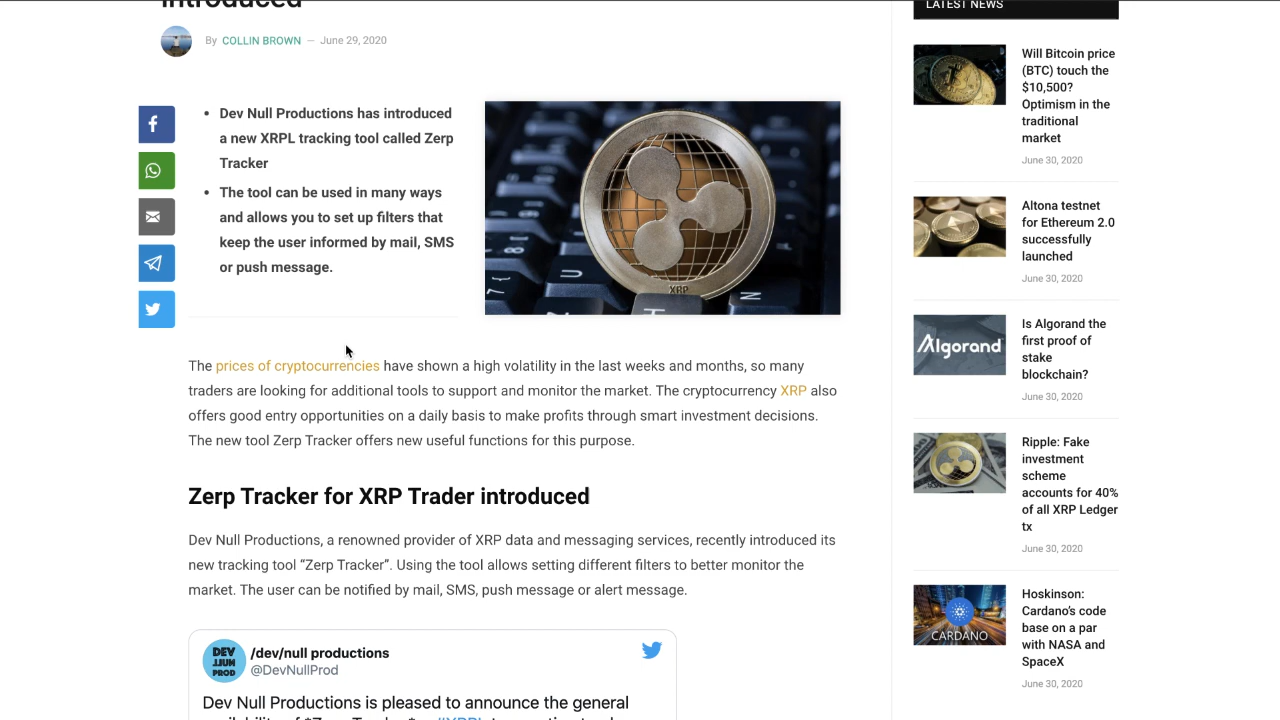 introduced
By COLLIN BROWN — June 29, 2020
• Dev Null Productions has introduced
a new XRPL tracking tool called Zerp
Tracker
• The tool can be used in many ways
and allows you to set up filters that
keep the user informed by mail, SMS
or push message.
XRP
The prices of cryptocurrencies have shown a high volatility in the last weeks and months, so many
traders are looking for additional tools to support and monitor the market. The cryptocurrency XRP also
offers good entry opportunities on a daily basis to make profits through smart investment decisions.
The new tool Zerp Tracker offers new useful functions for this purpose.
Zerp Tracker for XRP Trader introduced
Dev Null Productions, a renowned provider of XRP data and messaging services, recently introduced its
new tracking tool “Zerp Tracker”. Using the tool allows setting different filters to better monitor the
market. The user can be notified by mail, SMS, push message or alert message.
DEV
NULL
PROD
/dev/null productions
@DevNullProd
Dev Null Productions is pleased to announce the general
LATEST NEWS
Will Bitcoin price
(BTC) touch the
$10,500?
Optimism in the
traditional
market
June 30, 2020
Altona testnet
for Ethereum 2.0
successfully
launched
June 30, 2020
Algorand
Is Algorand the
first proof of
stake
blockchain?
June 30, 2020
Ripple: Fake
investment
scheme
accounts for 40%
of all XRP Ledger
tx
June 30, 2020
CARDANO
Hoskinson:
Cardano’s code
base on a par
with NASA and
SpaceX
June 30, 2020